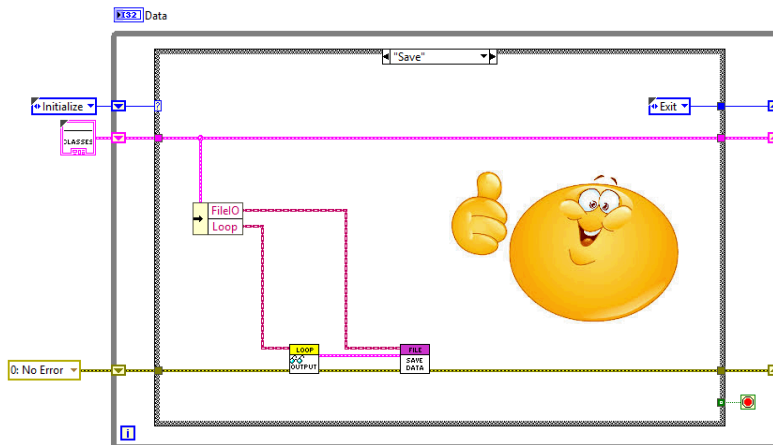 I32 Data
"Save"
Initialize
?
Exit
CLASSES
FileIO
Loop
LOOP
OUTPUT
FILE
SAVE
DATA
0: No Error
i